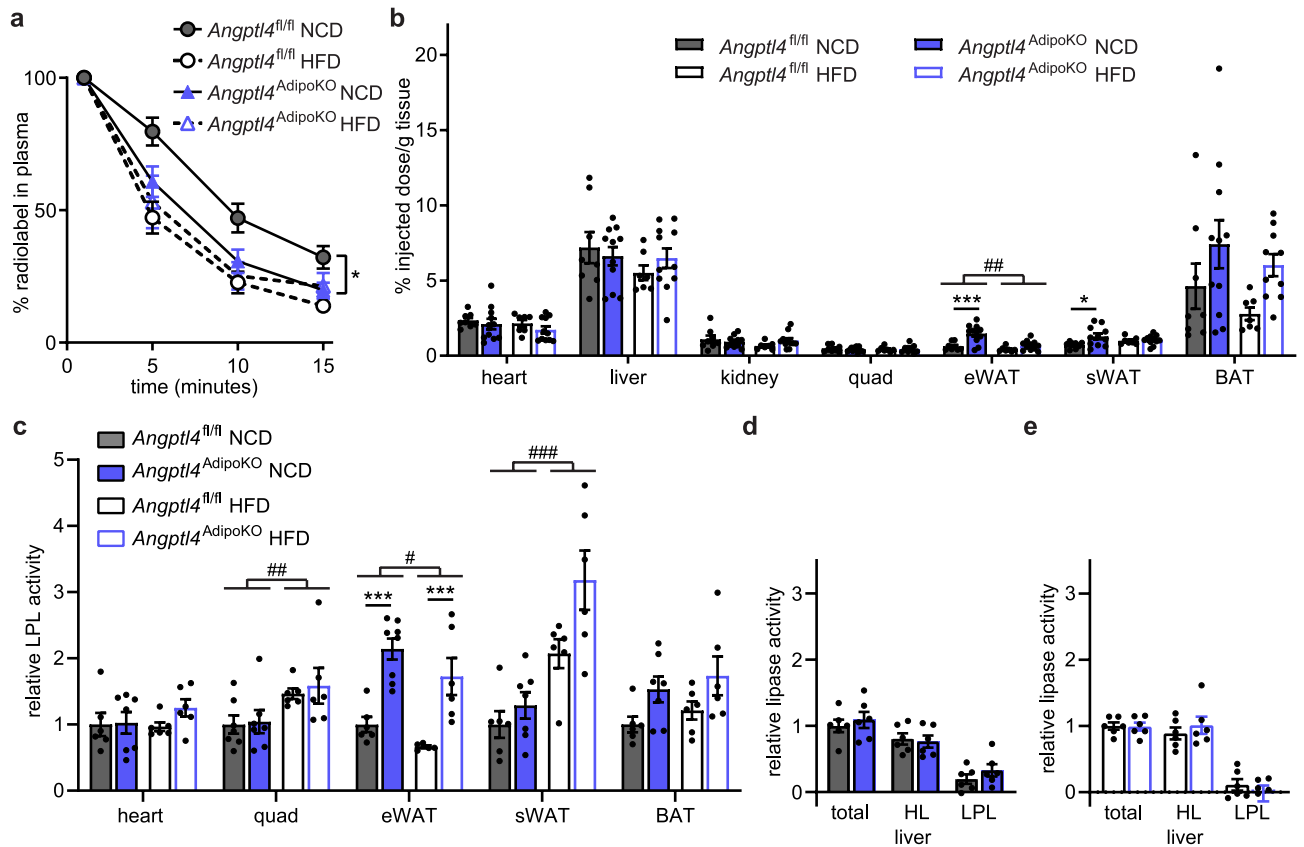 a
Angptl4fl/fl NCD
Angptl4fl/fl HFD
Angptl4AdipoKO NCD
Angptl4AdipoKO HFD
% radiolabel in plasma
100
50
0
0 5 10 15
time (minutes)
*
b
Angptl4fl/fl NCD
Angptl4fl/fl HFD
Angptl4AdipoKO NCD
Angptl4AdipoKO HFD
% injected dose/g tissue
20
15
10
5
0
##
***
*
heart liver kidney quad eWAT sWAT BAT
c
Angptl4fl/fl NCD
Angptl4AdipoKO NCD
Angptl4fl/fl HFD
Angptl4AdipoKO HFD
relative LPL activity
5
4
3
2
1
0
##
#
*** ***
###
heart quad eWAT sWAT BAT
d
relative lipase activity
3
2
1
0
total HL LPL
liver
e
relative lipase activity
3
2
1
0
total HL LPL
liver